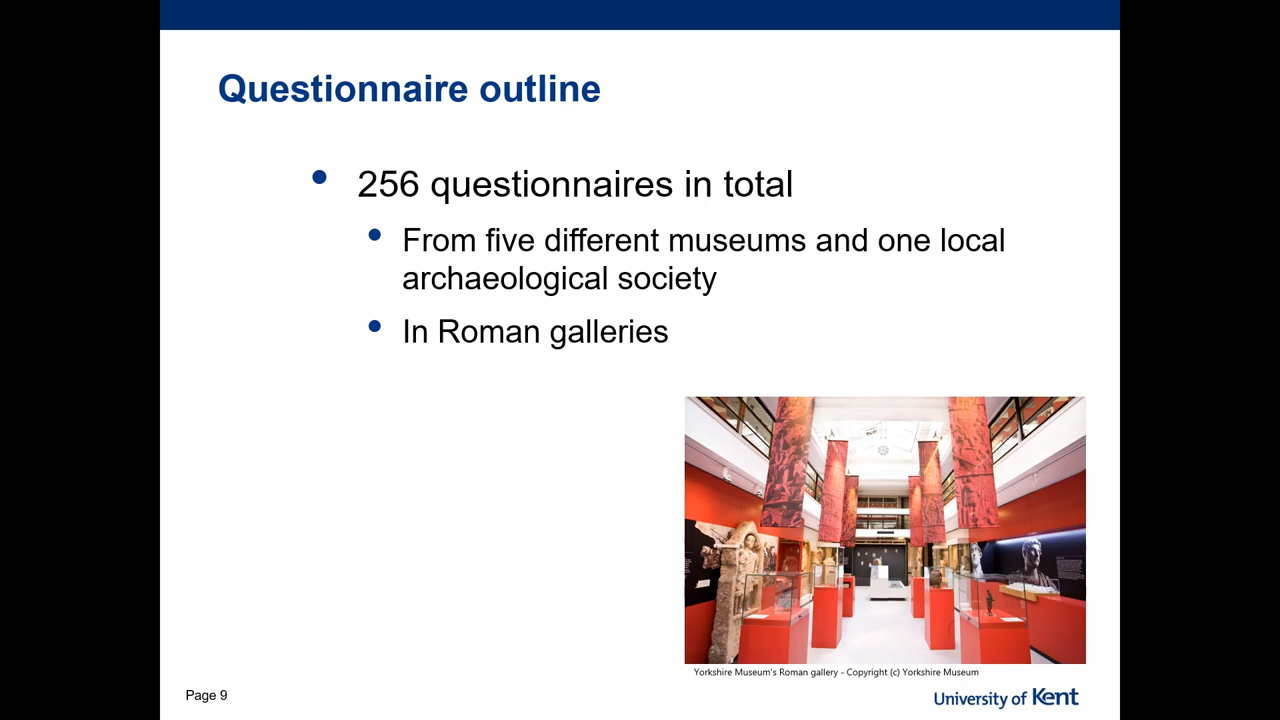 Questionnaire outline
• 256 questionnaires in total
• From five different museums and one local
archaeological society
• In Roman galleries
Yorkshire Museum's Roman gallery - Copyright (c) Yorkshire Museum
Page 9
University of Kent